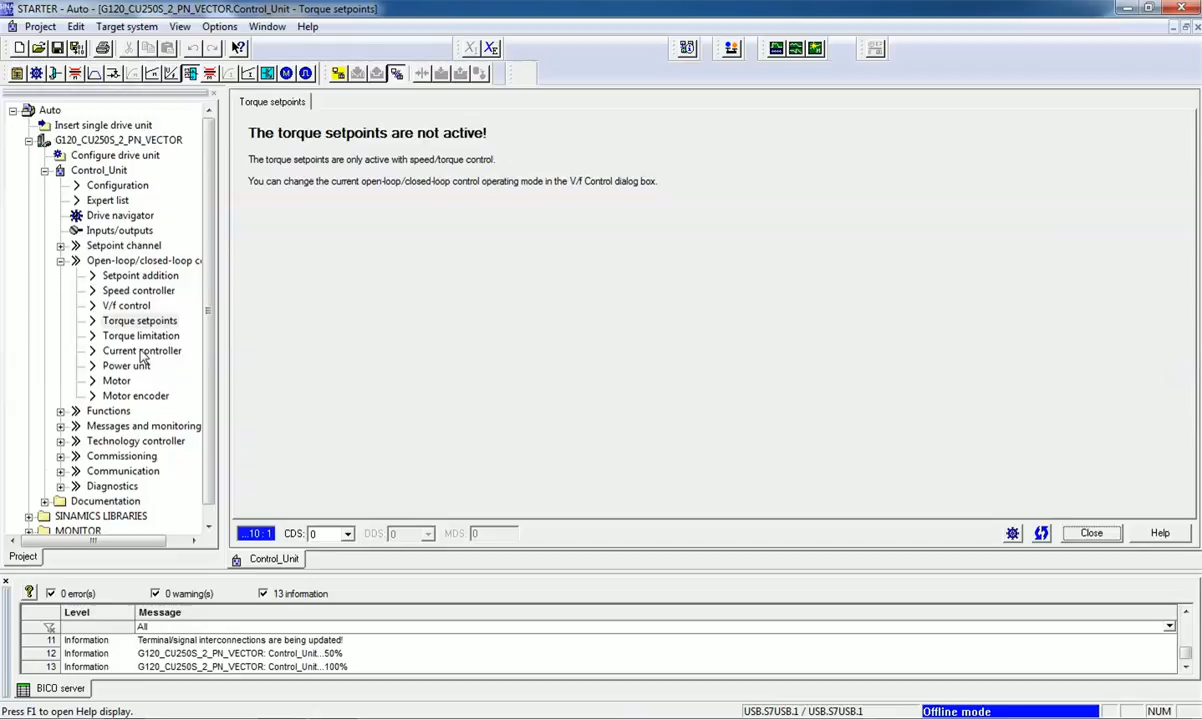 STARTER - Auto - [G120_CU250S_2_PN_VECTOR.Control_Unit - Torque setpoints]
Project Edit Target system View Options Window Help
Auto
Insert single drive unit
G120_CU250S_2_PN_VECTOR
Configure drive unit
Control_Unit
Configuration
Expert list
Drive navigator
Inputs/outputs
Setpoint channel
Open-loop/closed-loop c
Setpoint addition
Speed controller
V/f control
Torque setpoints
Torque limitation
Current controller
Power unit
Motor
Motor encoder
Functions
Messages and monitoring
Technology controller
Commissioning
Communication
Diagnostics
Documentation
SINAMICS LIBRARIES
MONITOR
Project
Torque setpoints
The torque setpoints are not active!
The torque setpoints are only active with speed/torque control.
You can change the current open-loop/closed-loop control operating mode in the V/f Control dialog box.
...10 : 1 CDS: 0 DDS: 0 MDS: 0 Close Help
Control_Unit
0 error(s) 0 warning(s) 13 information
Level Message
All
11 Information Terminal/signal interconnections are being updated!
12 Information G120_CU250S_2_PN_VECTOR: Control_Unit...50%
13 Information G120_CU250S_2_PN_VECTOR: Control_Unit...100%
BICO server
Press F1 to open Help display. USB.S7USB.1 / USB.S7USB.1 Offline mode NUM